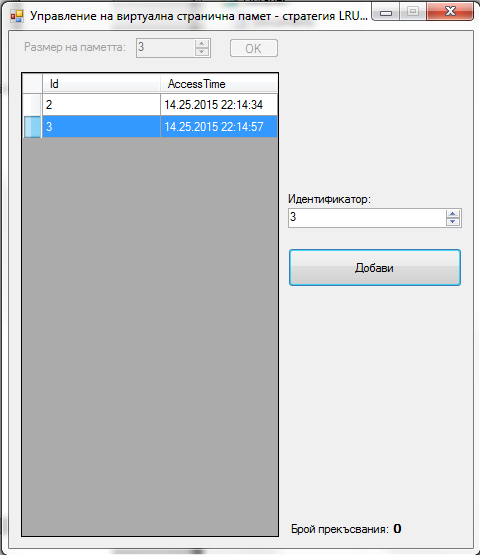 Управление на виртуална странична памет - стратегия LRU...
Размер на паметта: 3 OK
Id AccessTime
2 14.25.2015 22:14:34
3 14.25.2015 22:14:57
Идентификатор:
3
Добави
Брой прекъсвания: 0